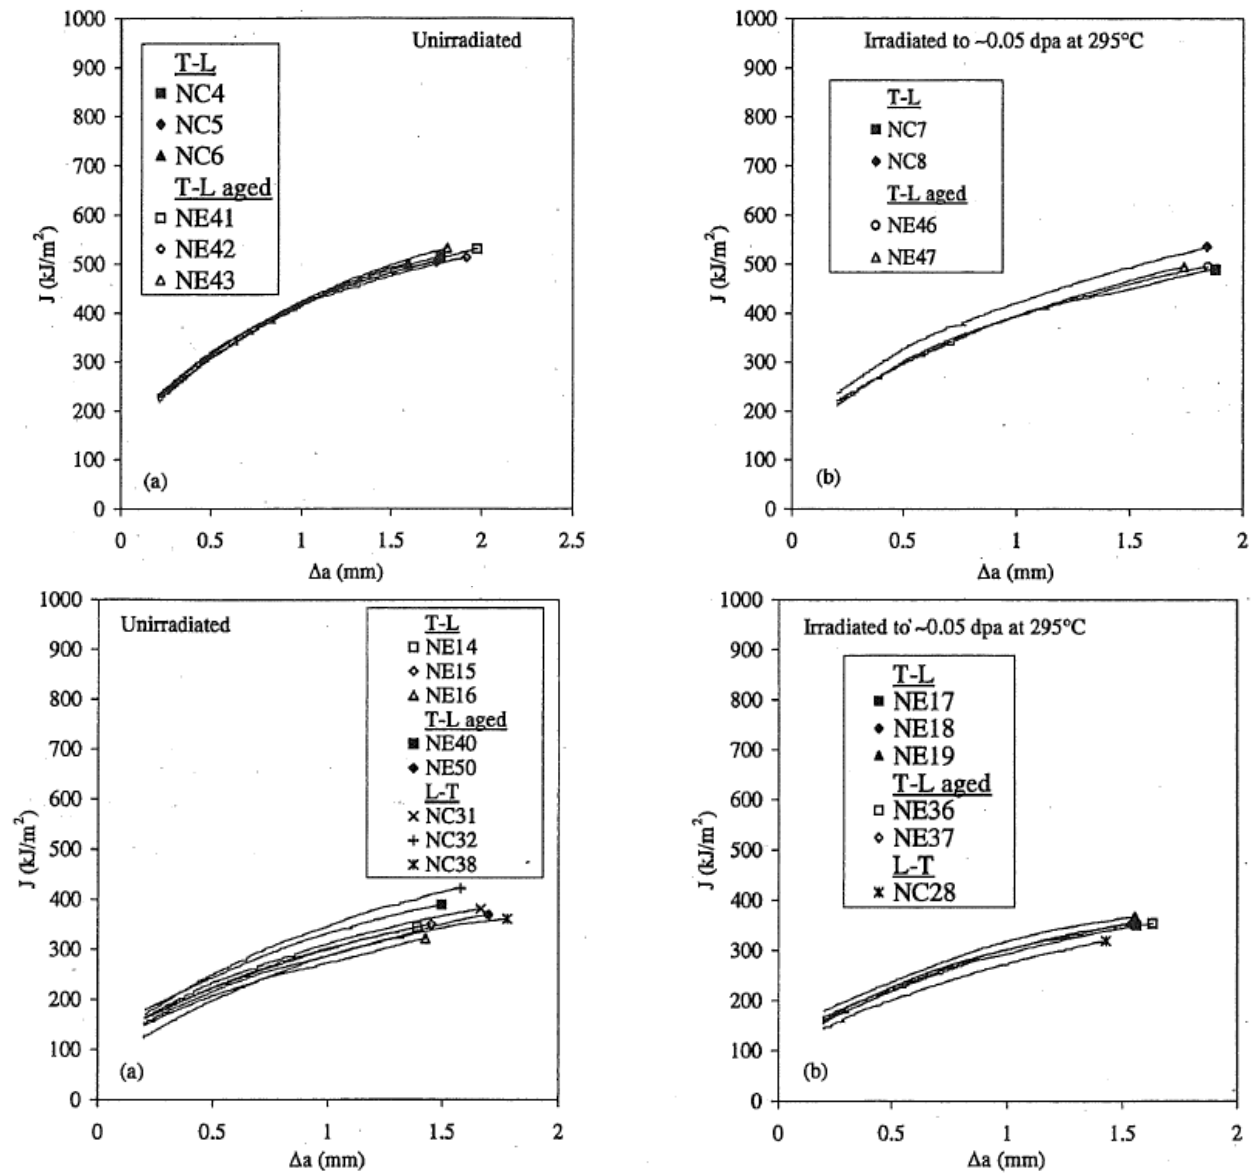 1000
900
800
700
600
500
400
300
200
100
0
J (kJ/m²)
Unirradiated
T-L
NC4
NC5
NC6
T-L aged
NE41
NE42
NE43
(a)
0 0.5 1 1.5 2 2.5
Δa (mm)
1000
900
800
700
600
500
400
300
200
100
0
J (kJ/m²)
Irradiated to ~0.05 dpa at 295°C
T-L
NC7
NC8
T-L aged
NE46
NE47
(b)
0 0.5 1 1.5 2
Δa (mm)
1000
900
800
700
600
500
400
300
200
100
0
J (kJ/m²)
Unirradiated
T-L
NE14
NE15
NE16
T-L aged
NE40
NE50
L-T
NC31
NC32
NC38
(a)
0 0.5 1 1.5 2
Δa (mm)
1000
900
800
700
600
500
400
300
200
100
0
J (kJ/m²)
Irradiated to ~0.05 dpa at 295°C
T-L
NE17
NE18
NE19
T-L aged
NE36
NE37
L-T
NC28
(b)
0 0.5 1 1.5 2
Δa (mm)